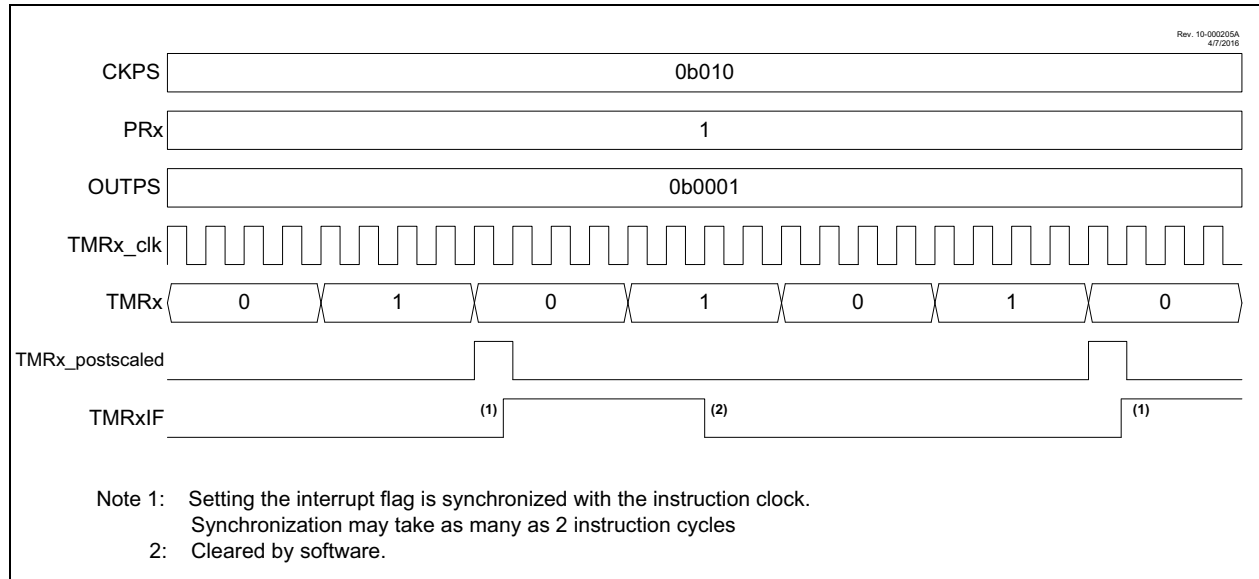 Rev. 10-000205A
4/7/2016
CKPS 0b010
PRx 1
OUTPS 0b0001
TMRx_clk
TMRx 0 1 0 1 0 1 0
TMRx_postscaled
TMRxIF (1) (2) (1)
Note 1: Setting the interrupt flag is synchronized with the instruction clock.
Synchronization may take as many as 2 instruction cycles
2: Cleared by software.